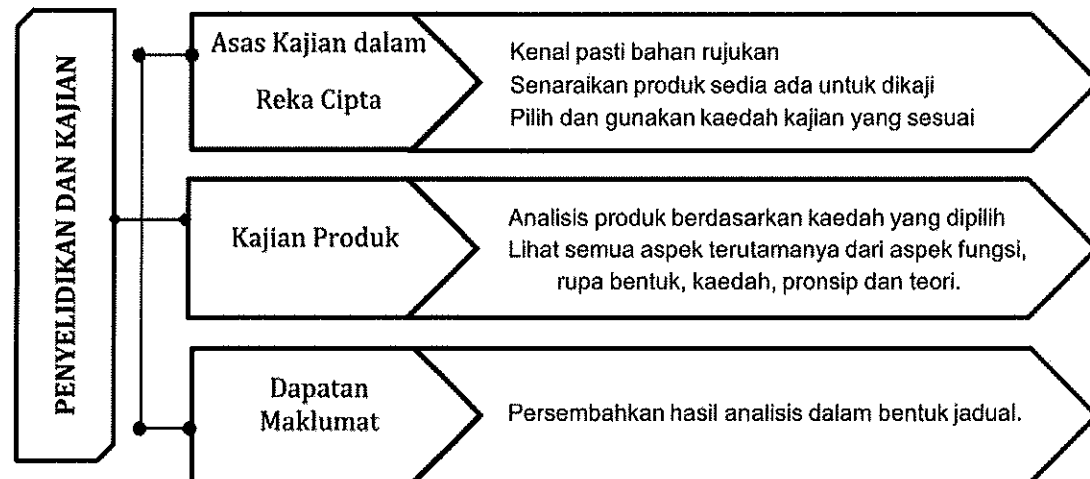 PENYELIDIKAN DAN KAJIAN
Asas Kajian dalam
Reka Cipta
Kenal pasti bahan rujukan
Senaraikan produk sedia ada untuk dikaji
Pilih dan gunakan kaedah kajian yang sesuai
Kajian Produk
Analisis produk berdasarkan kaedah yang dipilih
Lihat semua aspek terutamanya dari aspek fungsi,
rupa bentuk, kaedah, pronsip dan teori.
Dapatan
Maklumat
Persembahkan hasil analisis dalam bentuk jadual.